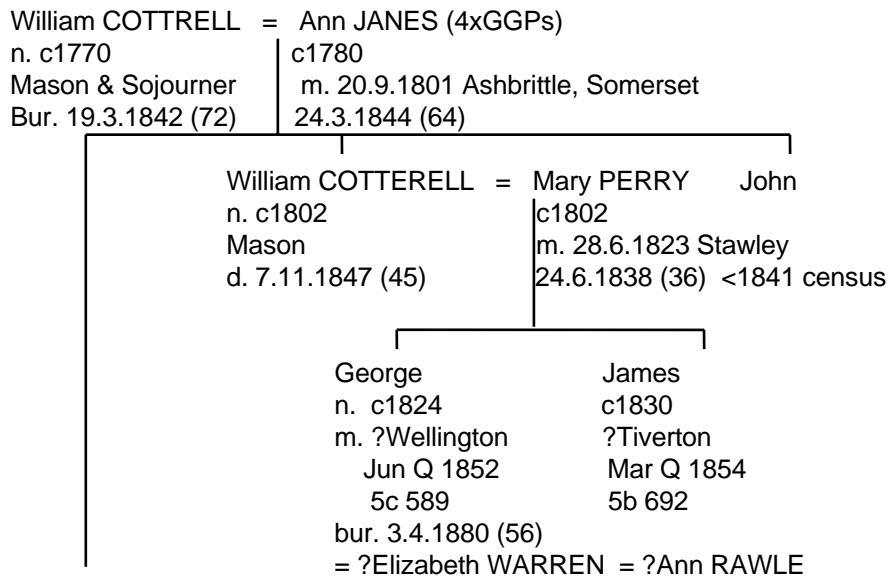 William COTTRELL = Ann JANES (4xGGPs)
n. c1770 c1780
Mason & Sojourner m. 20.9.1801 Ashbrittle, Somerset
Bur. 19.3.1842 (72) 24.3.1844 (64)
William COTTERELL = Mary PERRY John
n. c1802 c1802
Mason m. 28.6.1823 Stawley
d. 7.11.1847 (45) 24.6.1838 (36) <1841 census
George James
n. c1824 c1830
m. ?Wellington ?Tiverton
Jun Q 1852 Mar Q 1854
5c 589 5b 692
bur. 3.4.1880 (56)
= ?Elizabeth WARREN = ?Ann RAWLE